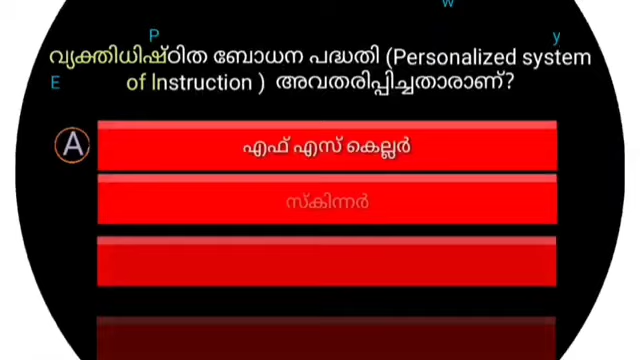 w
P
y
വ്യക്തിധിഷ്ഠിത ബോധന പദ്ധതി (Personalized system
E
of Instruction ) അവതരിപ്പിച്ചതാരാണ്?
A
എഫ് എസ് കെല്ലർ
സ്കിന്നർ